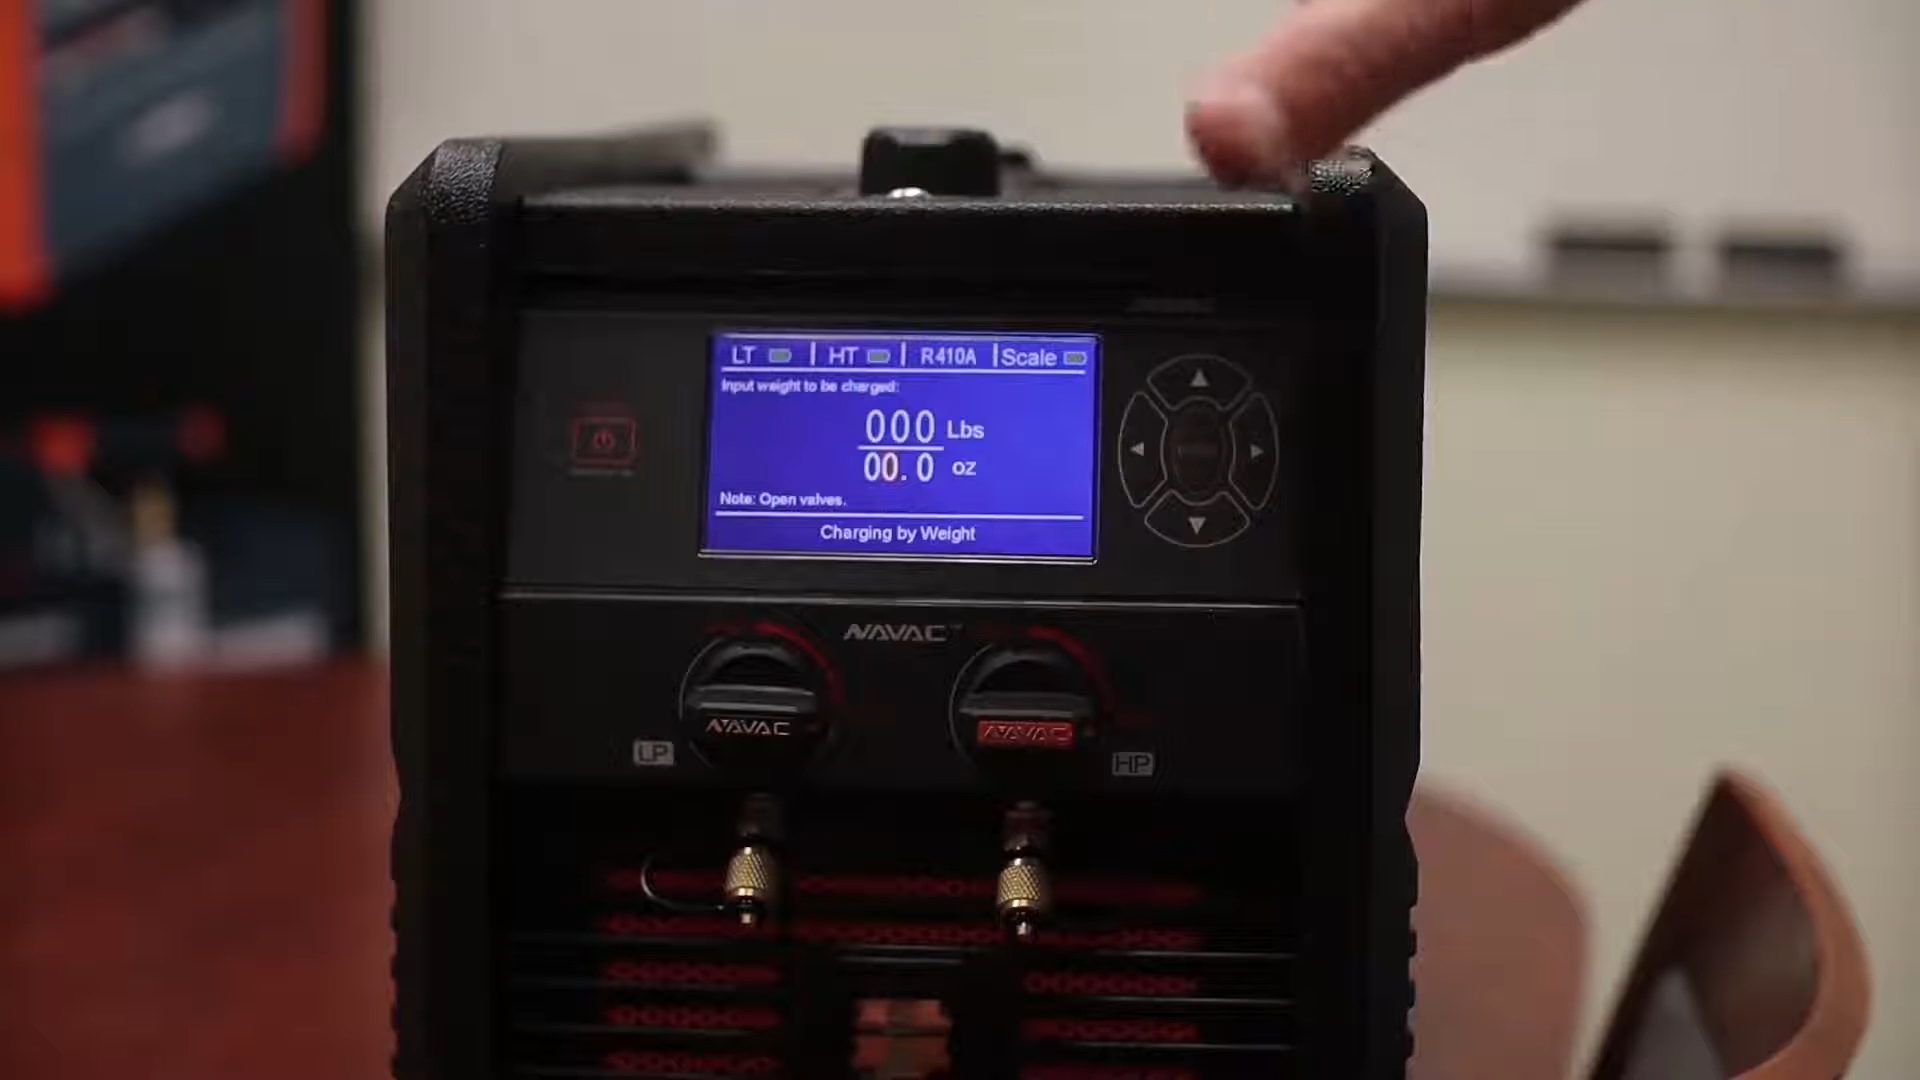 LT HT R410A Scale
Input weight to be charged:
000 Lbs
00.0 oz
Note: Open valves.
Charging by Weight
NAVAC
NAVAC NAVAC
LP HP